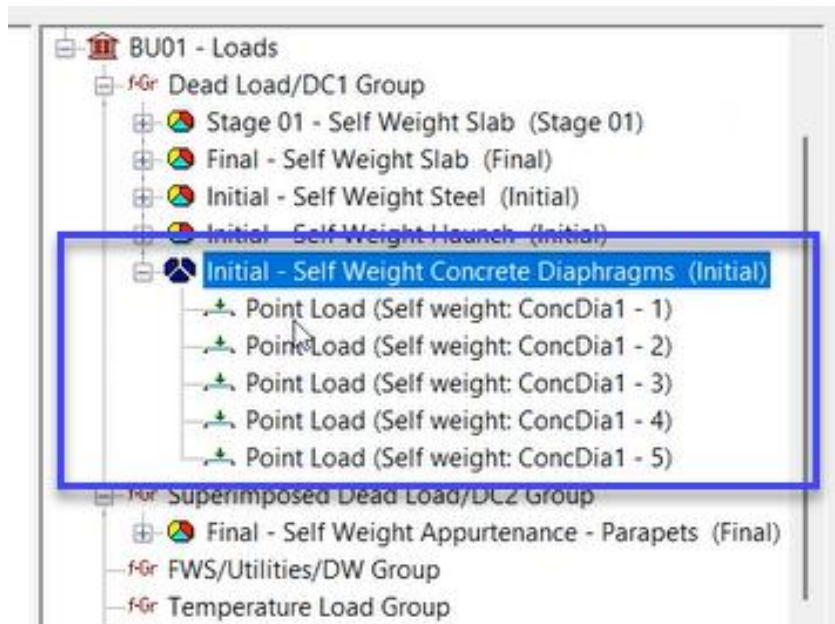 BU01 - Loads
f-Gr Dead Load/DC1 Group
Stage 01 - Self Weight Slab (Stage 01)
Final - Self Weight Slab (Final)
Initial - Self Weight Steel (Initial)
Initial - Self Weight Haunch (Initial)
Initial - Self Weight Concrete Diaphragms (Initial)
Point Load (Self weight: ConcDia1 - 1)
Point Load (Self weight: ConcDia1 - 2)
Point Load (Self weight: ConcDia1 - 3)
Point Load (Self weight: ConcDia1 - 4)
Point Load (Self weight: ConcDia1 - 5)
f-Gr Superimposed Dead Load/DC2 Group
Final - Self Weight Appurtenance - Parapets (Final)
f-Gr FWS/Utilities/DW Group
f-Gr Temperature Load Group